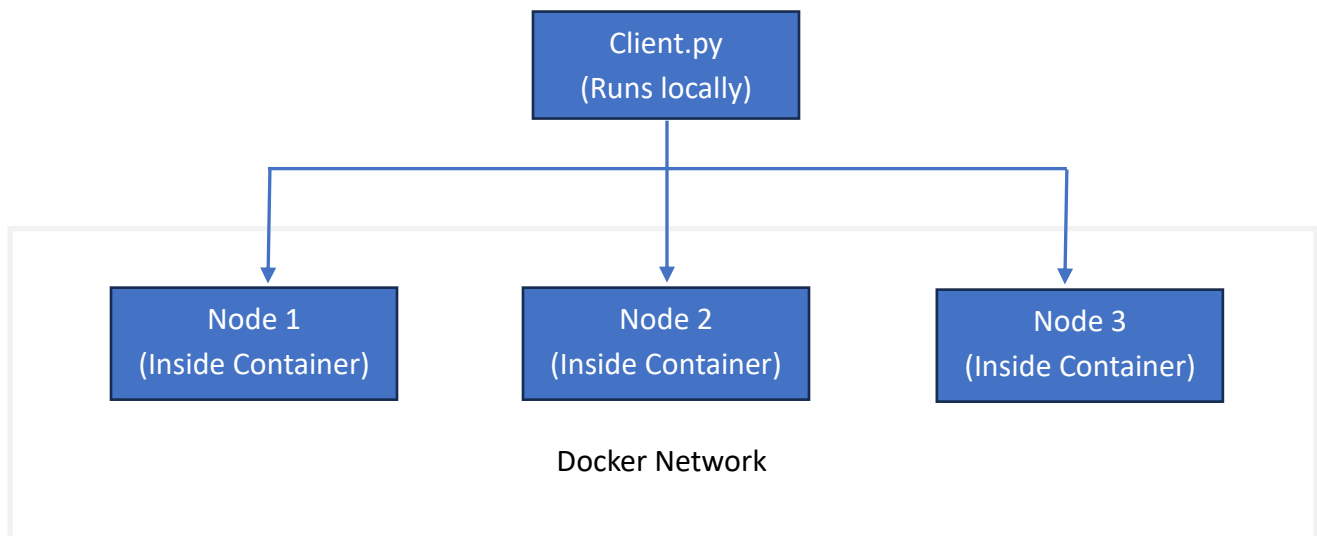 Client.py
(Runs locally)
Node 1
(Inside Container)
Node 2
(Inside Container)
Node 3
(Inside Container)
Docker Network